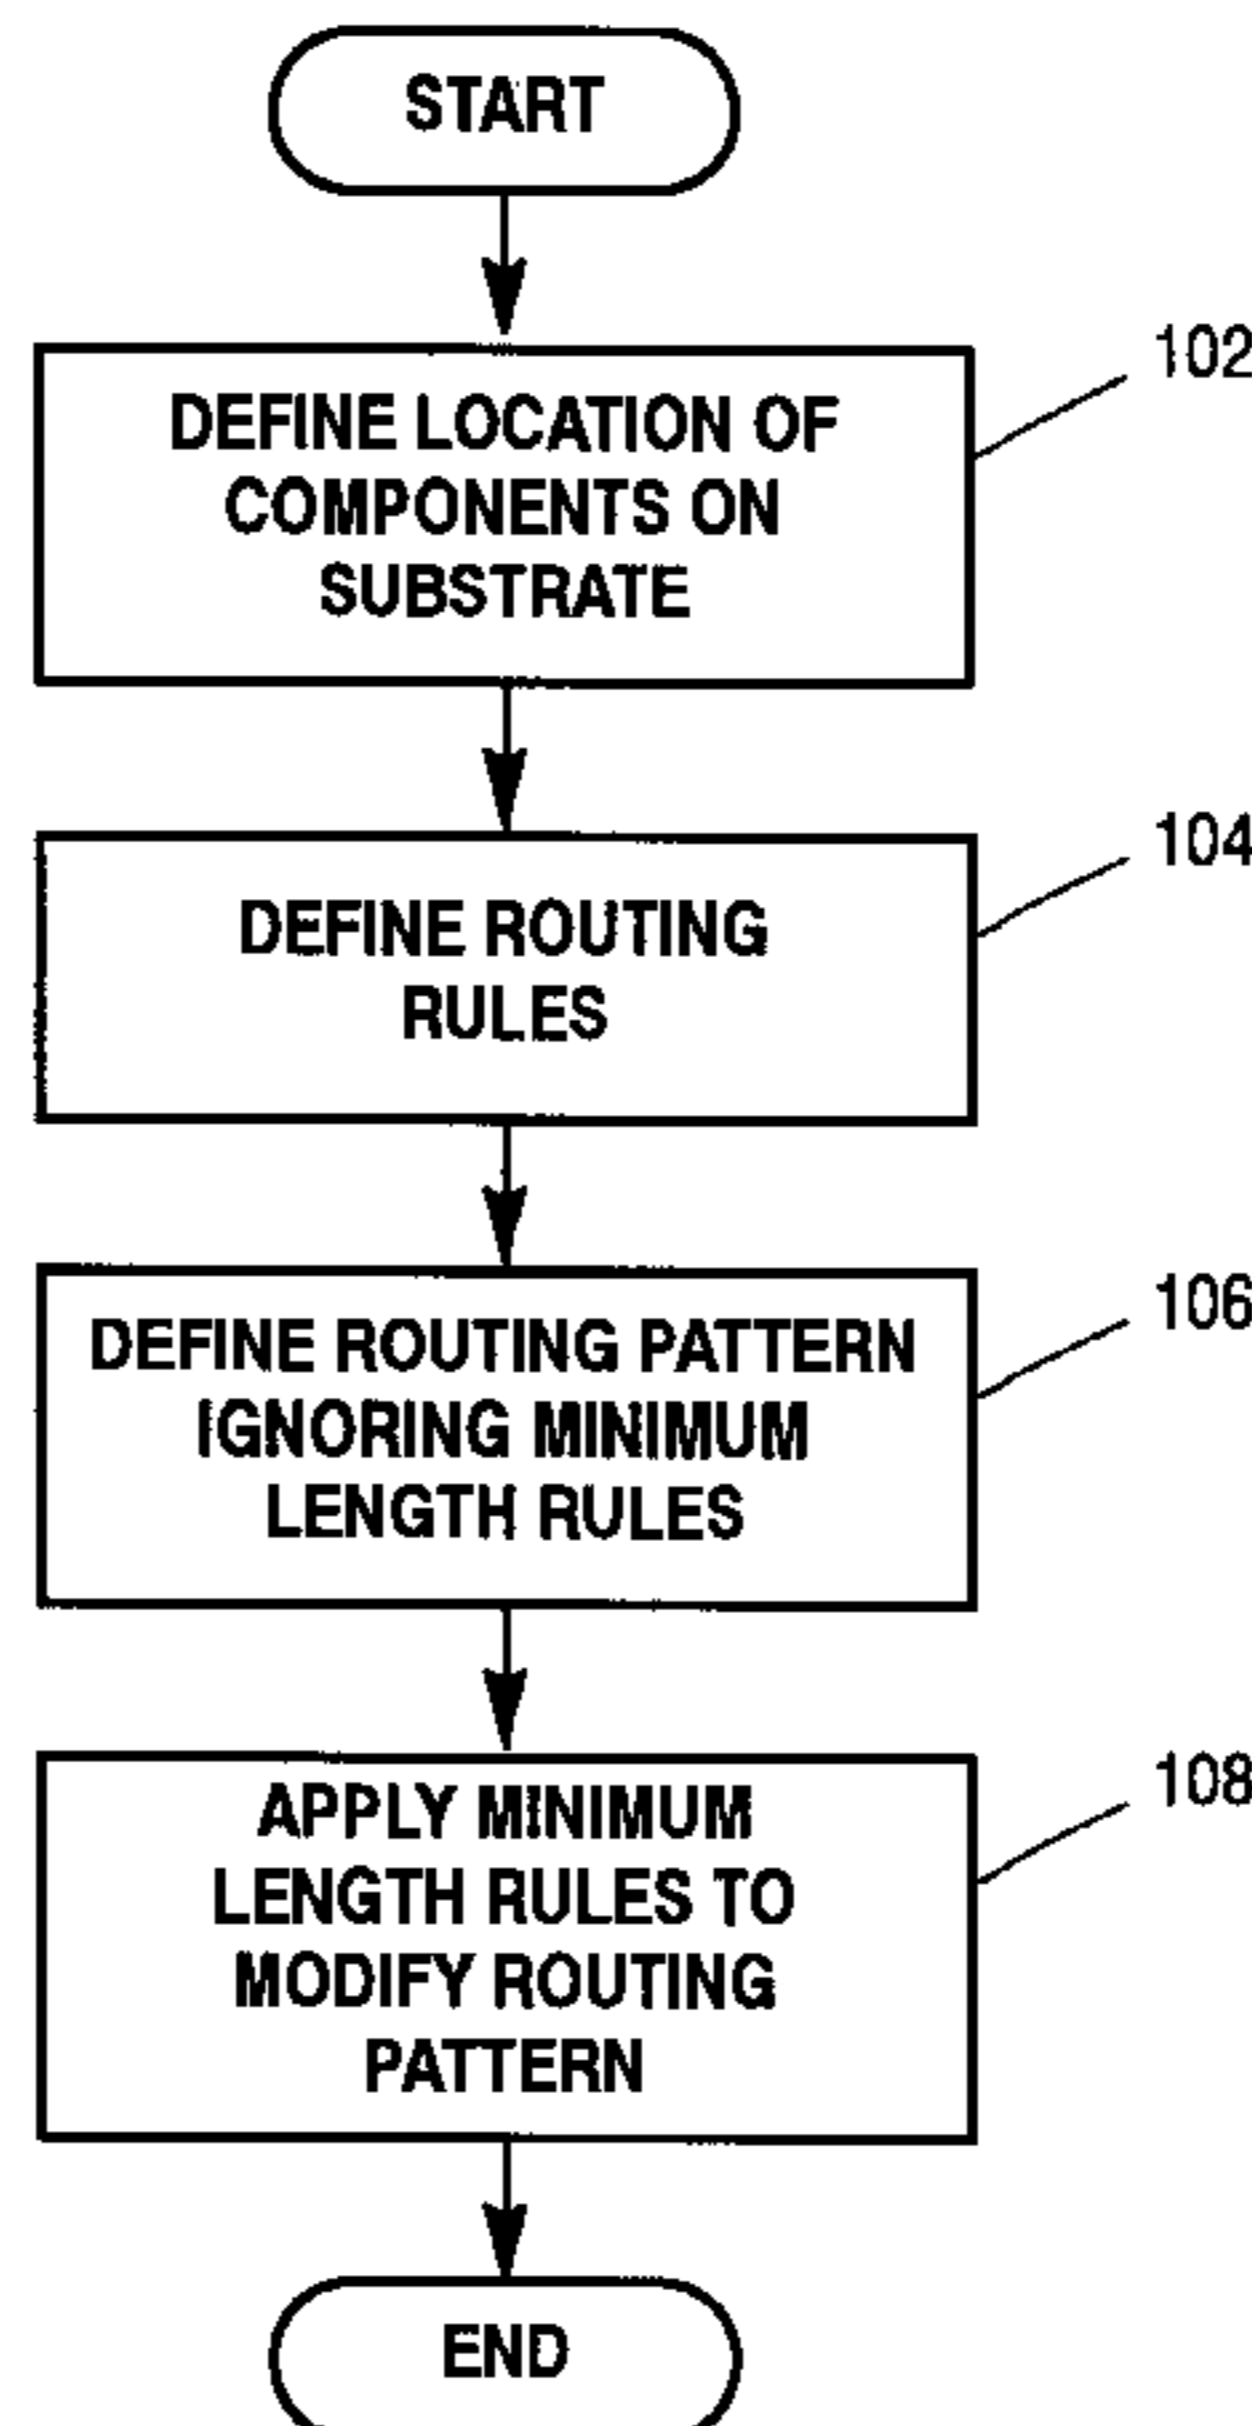 START
102
DEFINE LOCATION OF
COMPONENTS ON
SUBSTRATE
104
DEFINE ROUTING
RULES
106
DEFINE ROUTING PATTERN
IGNORING MINIMUM
LENGTH RULES
108
APPLY MINIMUM
LENGTH RULES TO
MODIFY ROUTING
PATTERN
END